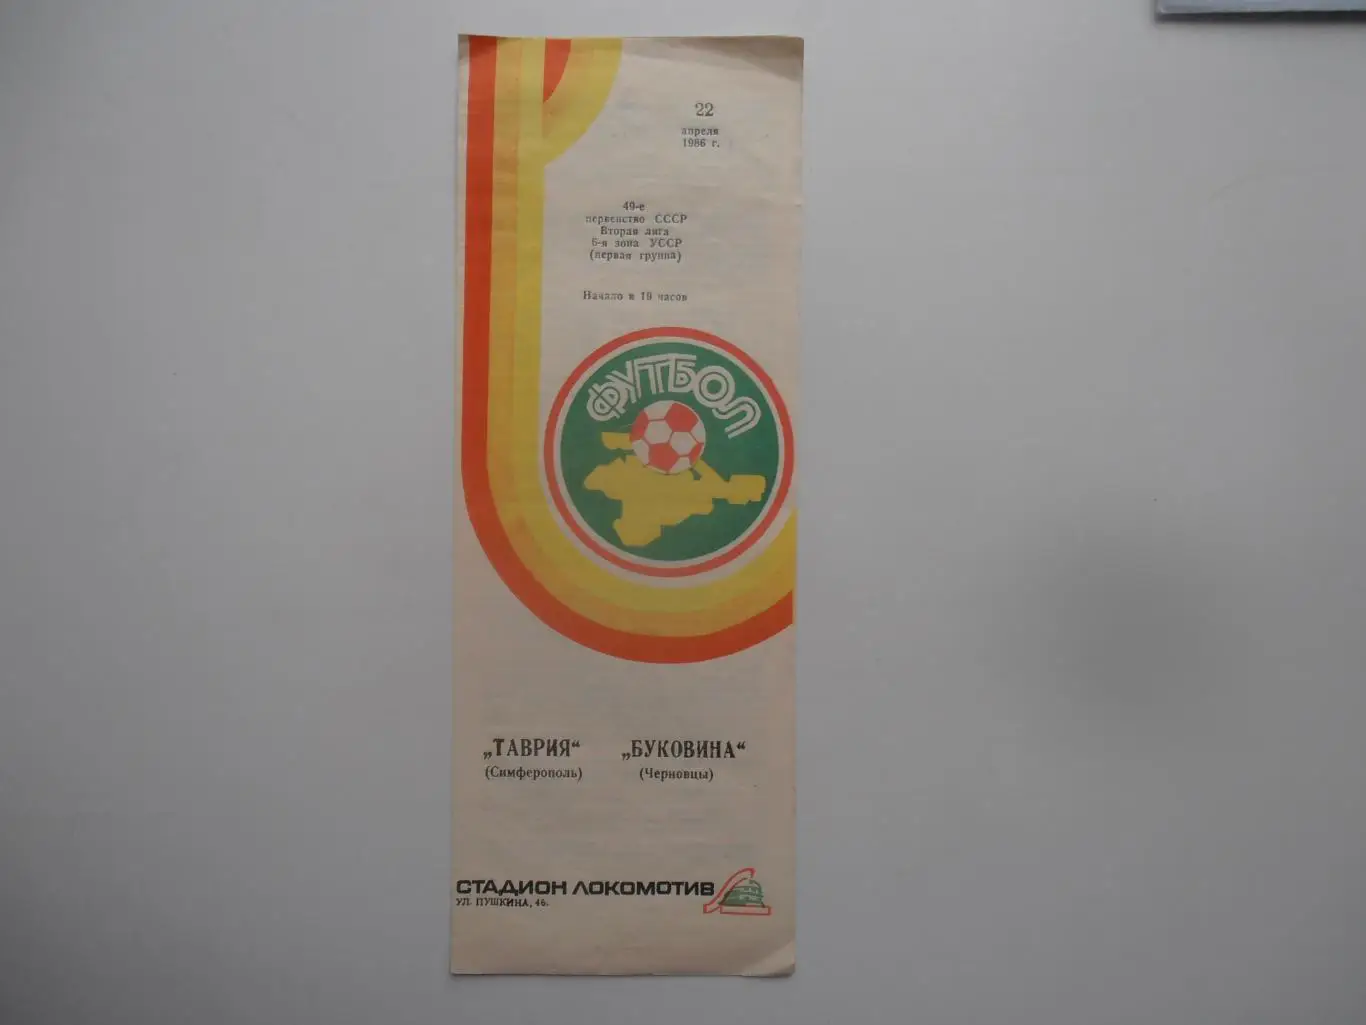 22
апреля
1986 г.
49-е
первенство СССР
Вторая лига
6-я зона УССР
(первая группа)
Начало в 19 часов
ФУТБОЛ
„ТАВРИЯ“ „БУКОВИНА“
(Симферополь) (Черновцы)
СТАДИОН ЛОКОМОТИВ
УЛ. ПУШКИНА, 46.